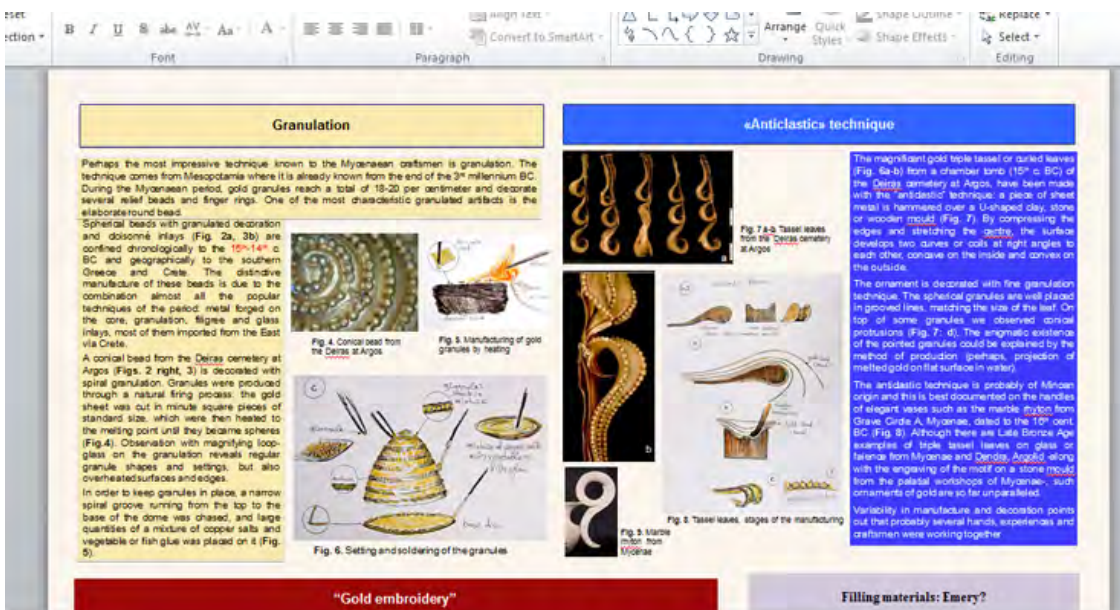 eset
ection
Font
Paragraph
Align Text
Convert to SmartArt
Arrange
Quick
Styles
Shape Outline
Shape Effects
Drawing
Replace
Select
Editing
Granulation
Perhaps the most impressive technique known to the Mycenaean craftsmen is granulation. The
technique comes from Mesopotamia where it is already known from the end of the 3rd millennium BC.
During the Mycenaean period, gold granules reach a total of 18-20 per centimeter and decorate
several relief beads and finger rings. One of the most characteristic granulated artifacts is the
elaborate round bead.
Spherical beads with granulated decoration
and cloisonné inlays (Fig. 2a, 3b) are
confined chronologically to the 15th-14th c.
BC and geographically to the southern
Greece and Crete. The distinctive
manufacture of these beads is due to the
combination almost all the popular
techniques of the period: metal forged on
the core, granulation, filigree and glass
inlays, most of them imported from the East
via Crete.
A conical bead from the Deiras cemetery at
Argos (Figs. 2 right, 3) is decorated with
spiral granulation. Granules were produced
through a natural firing process: the gold
sheet was cut in minute square pieces of
standard size, which were then heated to
the melting point until they became spheres
(Fig.4). Observation with magnifying loop-
glass on the granulation reveals regular
granule shapes and settings, but also
overheated surfaces and edges.
In order to keep granules in place, a narrow
spiral groove running from the top to the
base of the dome was chased, and large
quantities of a mixture of copper salts and
vegetable or fish glue was placed on it (Fig.
5).
Fig. 4. Conical bead from
the Deiras at Argos
Fig. 5. Manufacturing of gold
granules by heating
Fig. 6. Setting and soldering of the granules
«Anticlastic» technique
a
Fig. 7 a-b. Tassel leaves
from the Deiras cemetery
at Argos
b
Fig. 8. Tassel leaves, stages of the manufacturing
Fig. 9. Marble
rhiton from
Mycenae
The magnificent gold triple tassel or curled leaves
(Fig. 6a-b) from a chamber tomb (15th c. BC) of
the Deiras cemetery at Argos, have been made
with the "anticlastic" technique: a piece of sheet
metal is hammered over a U-shaped clay, stone
or wooden mould (Fig. 7). By compressing the
edges and stretching the centre, the surface
develops two curves or coils at right angles to
each other, concave on the inside and convex on
the outside.
The ornament is decorated with fine granulation
technique. The spherical granules are well placed
in grooved lines, matching the size of the leaf. On
top of some granules we observed conical
protrusions (Fig. 7: d). The enigmatic existence
of the pointed granules could be explained by the
method of production (perhaps, projection of
melted gold on flat surface in water).
The anticlastic technique is probably of Minoan
origin and this is best documented on the handles
of elegant vases such as the marble rhyton from
Grave Circle A, Mycenae, dated to the 16th cent.
BC (Fig. 8). Although there are Late Bronze Age
examples of triple tassel leaves on glass or
faience from Mycenae and Dendra, Argolid -along
with the engraving of the motif on a stone mould
from the palatial workshops of Mycenae-, such
ornaments of gold are so far unparalleled.
Variability in manufacture and decoration points
out that probably several hands, experiences and
craftsmen were working together
"Gold embroidery"
Filling materials: Emery?